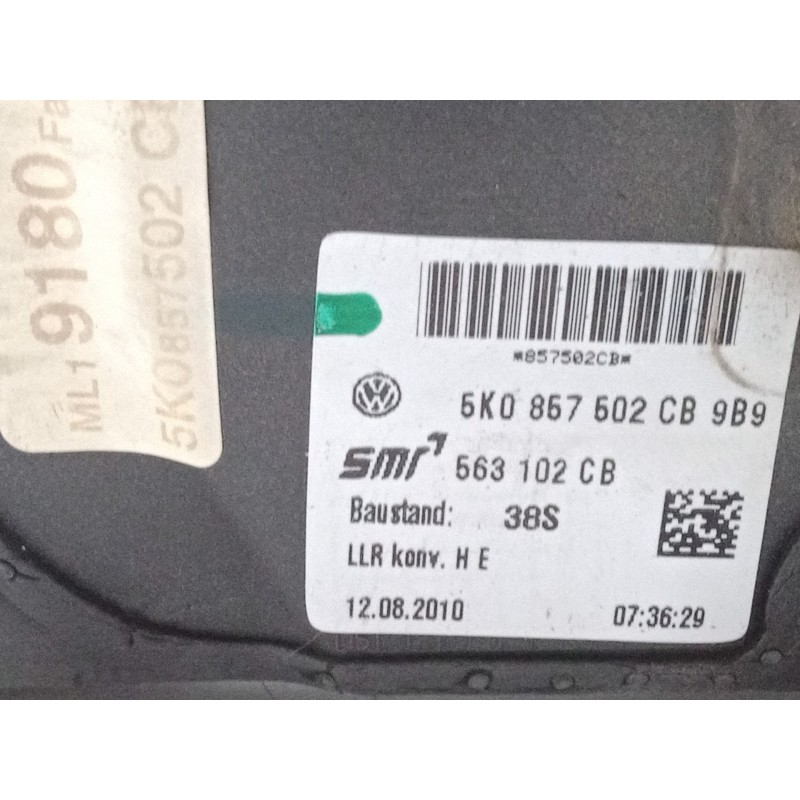 ML1 9180 Fa
5K0857502 CB
*857502CB*
5K0 857 502 CB 9B9
smr 563 102 CB
Baustand: 38S
LLR konv. H E
12.08.2010 07:36:29